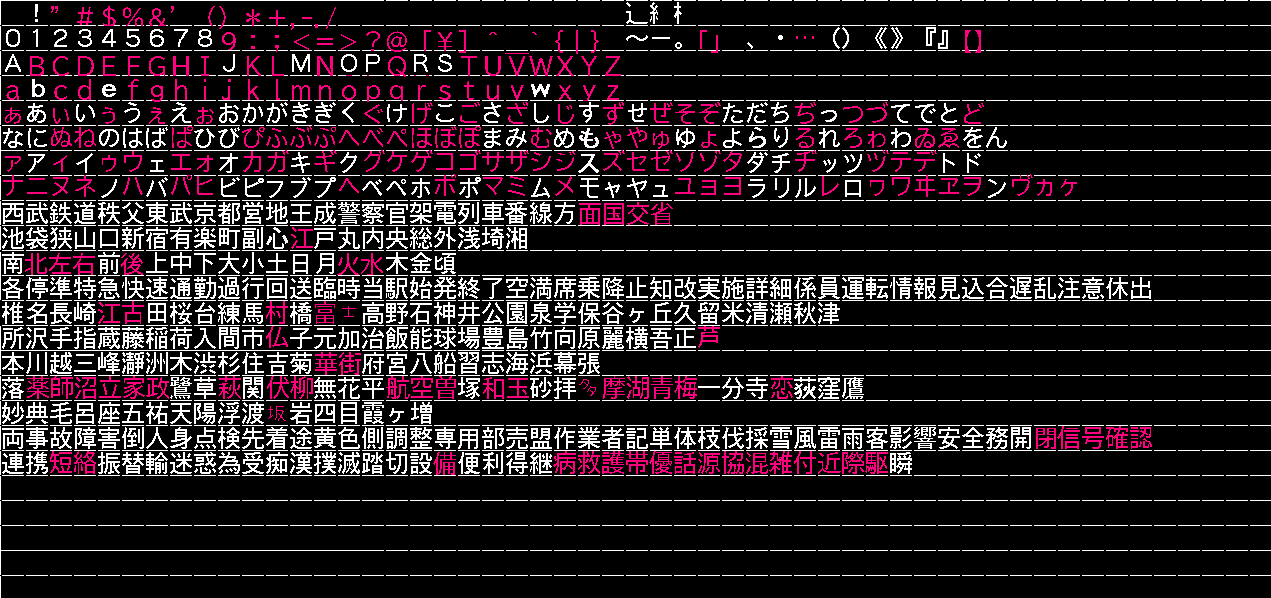 !”＃＄％＆’（）＊＋,-./ 辶糹扌
0123456789：：＜＝＞？＠「￥］＾＿｀｛｜｝〜ー。「」、・…（）《》『』【】
ABCDEFGHIJKLMNOPQRSTUVWXYZ
abcdefghijklmnopqrstuvwxyz
ぁあぃいぅうぇえぉおかがきぎくぐけげこごさざしじすずせぜそぞただちぢっつづてでとど
なにぬねのはばぱひびぴふぶぷへべぺほぼぽまみむめもゃやゅゆょよらりるれろゎわゐゑをん
ァアィイゥウェエォオカガキギクグケゲコゴサザシジスズセゼソゾタダチヂッツヅテデトド
ナニヌネノハバパヒビピフブプヘベペホボポマミムメモャヤュユョヨラリルレロヮワヰヱヲンヴヵヶ
西武鉄道秩父東武京都営地王成警察官架電列車番線方面国交省
池袋狭山口新宿有楽町副心江戸丸内央総外浅埼湘
南北左右前後上中下大小土日月火水木金頃
各停準特急快速通勤過行回送臨時当駅始発終了空満席乗降止知改実施詳細係員運転情報見込合遅乱注意休出
椎名長崎江古田桜台練馬村橋富士高野石神井公園泉学保谷ヶ丘久留米清瀬秋津
所沢手指蔵藤稲荷入間市仏子元加治飯能球場豊島竹向原麗横吾正芦
本川越三峰瀞洲木渋杉住吉菊華街府宮八船習志海浜幕張
落薬師沼立家政鷺草萩関伏柳無花平航空曽塚和玉砂拝多摩湖青梅一分寺恋荻窪鷹
妙典毛呂座五祐天陽浮渡坂岩四目霞ヶ増
両事故障害倒人身点検先着途黄色側調整専用部売盟作業者記単体枝伐採雪風雷雨客影響安全務開閉信号確認
連携短絡振替輸迷惑為受痴漢撲滅踏切設備便利得継病救護帯優話源協混雑付近際駆瞬